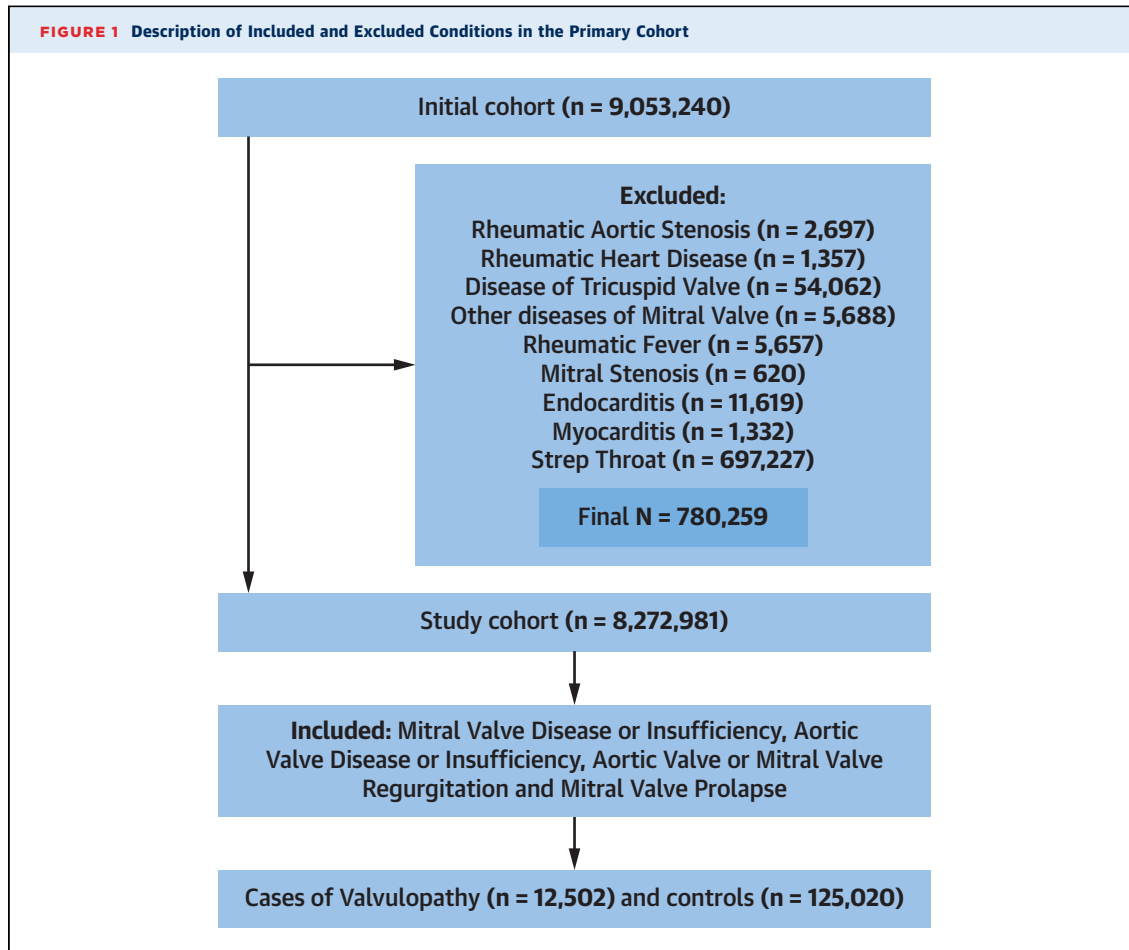 FIGURE 1 Description of Included and Excluded Conditions in the Primary Cohort
Initial cohort (n = 9,053,240)
Excluded:
Rheumatic Aortic Stenosis (n = 2,697)
Rheumatic Heart Disease (n = 1,357)
Disease of Tricuspid Valve (n = 54,062)
Other diseases of Mitral Valve (n = 5,688)
Rheumatic Fever (n = 5,657)
Mitral Stenosis (n = 620)
Endocarditis (n = 11,619)
Myocarditis (n = 1,332)
Strep Throat (n = 697,227)
Final N = 780,259
Study cohort (n = 8,272,981)
Included: Mitral Valve Disease or Insufficiency, Aortic
Valve Disease or Insufficiency, Aortic Valve or Mitral Valve
Regurgitation and Mitral Valve Prolapse
Cases of Valvulopathy (n = 12,502) and controls (n = 125,020)